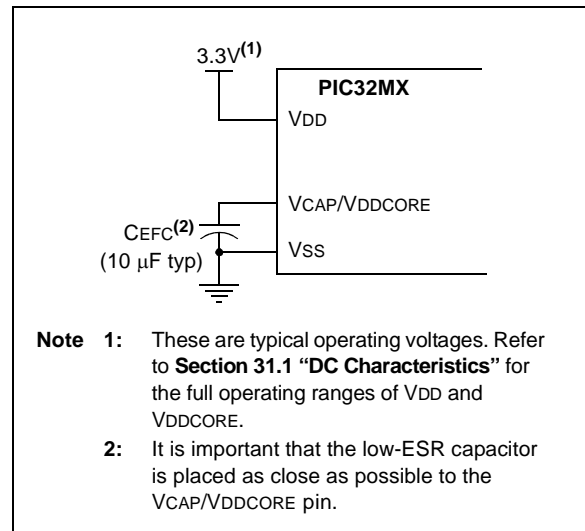 3.3V(1)
PIC32MX
VDD
VCAP/VDDCORE
CEFC(2)
(10 μF typ)
VSS
Note 1: These are typical operating voltages. Refer
to Section 31.1 “DC Characteristics” for
the full operating ranges of VDD and
VDDCORE.
2: It is important that the low-ESR capacitor
is placed as close as possible to the
VCAP/VDDCORE pin.